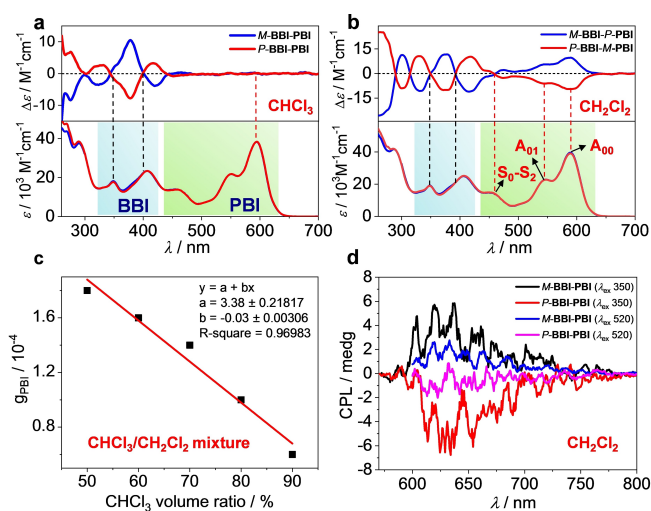 a
M-BBI-PBI
P-BBI-PBI
10
0
-10
Δε / M⁻¹cm⁻¹
CHCl₃
40
20
0
ε / 10³ M⁻¹cm⁻¹
BBI
PBI
300
400
500
600
700
λ / nm
b
M-BBI-P-PBI
P-BBI-M-PBI
20
0
-20
Δε / M⁻¹cm⁻¹
CH₂Cl₂
60
40
20
0
ε / 10³M⁻¹cm⁻¹
S₀-S₂
A₀₁
A₀₀
300
400
500
600
700
λ / nm
c
y = a + bx
a = 3.38 ± 0.21817
b = -0.03 ± 0.00306
R-square = 0.96983
1.6
1.2
0.8
g_PBI / 10⁻⁴
CHCl₃/CH₂Cl₂ mixture
50
60
70
80
90
CHCl₃ volume ratio / %
d
M-BBI-PBI (λex 350)
P-BBI-PBI (λex 350)
M-BBI-PBI (λex 520)
P-BBI-PBI (λex 520)
8
6
4
2
0
-2
-4
-6
-8
CPL / medg
CH₂Cl₂
600
650
700
750
800
λ / nm